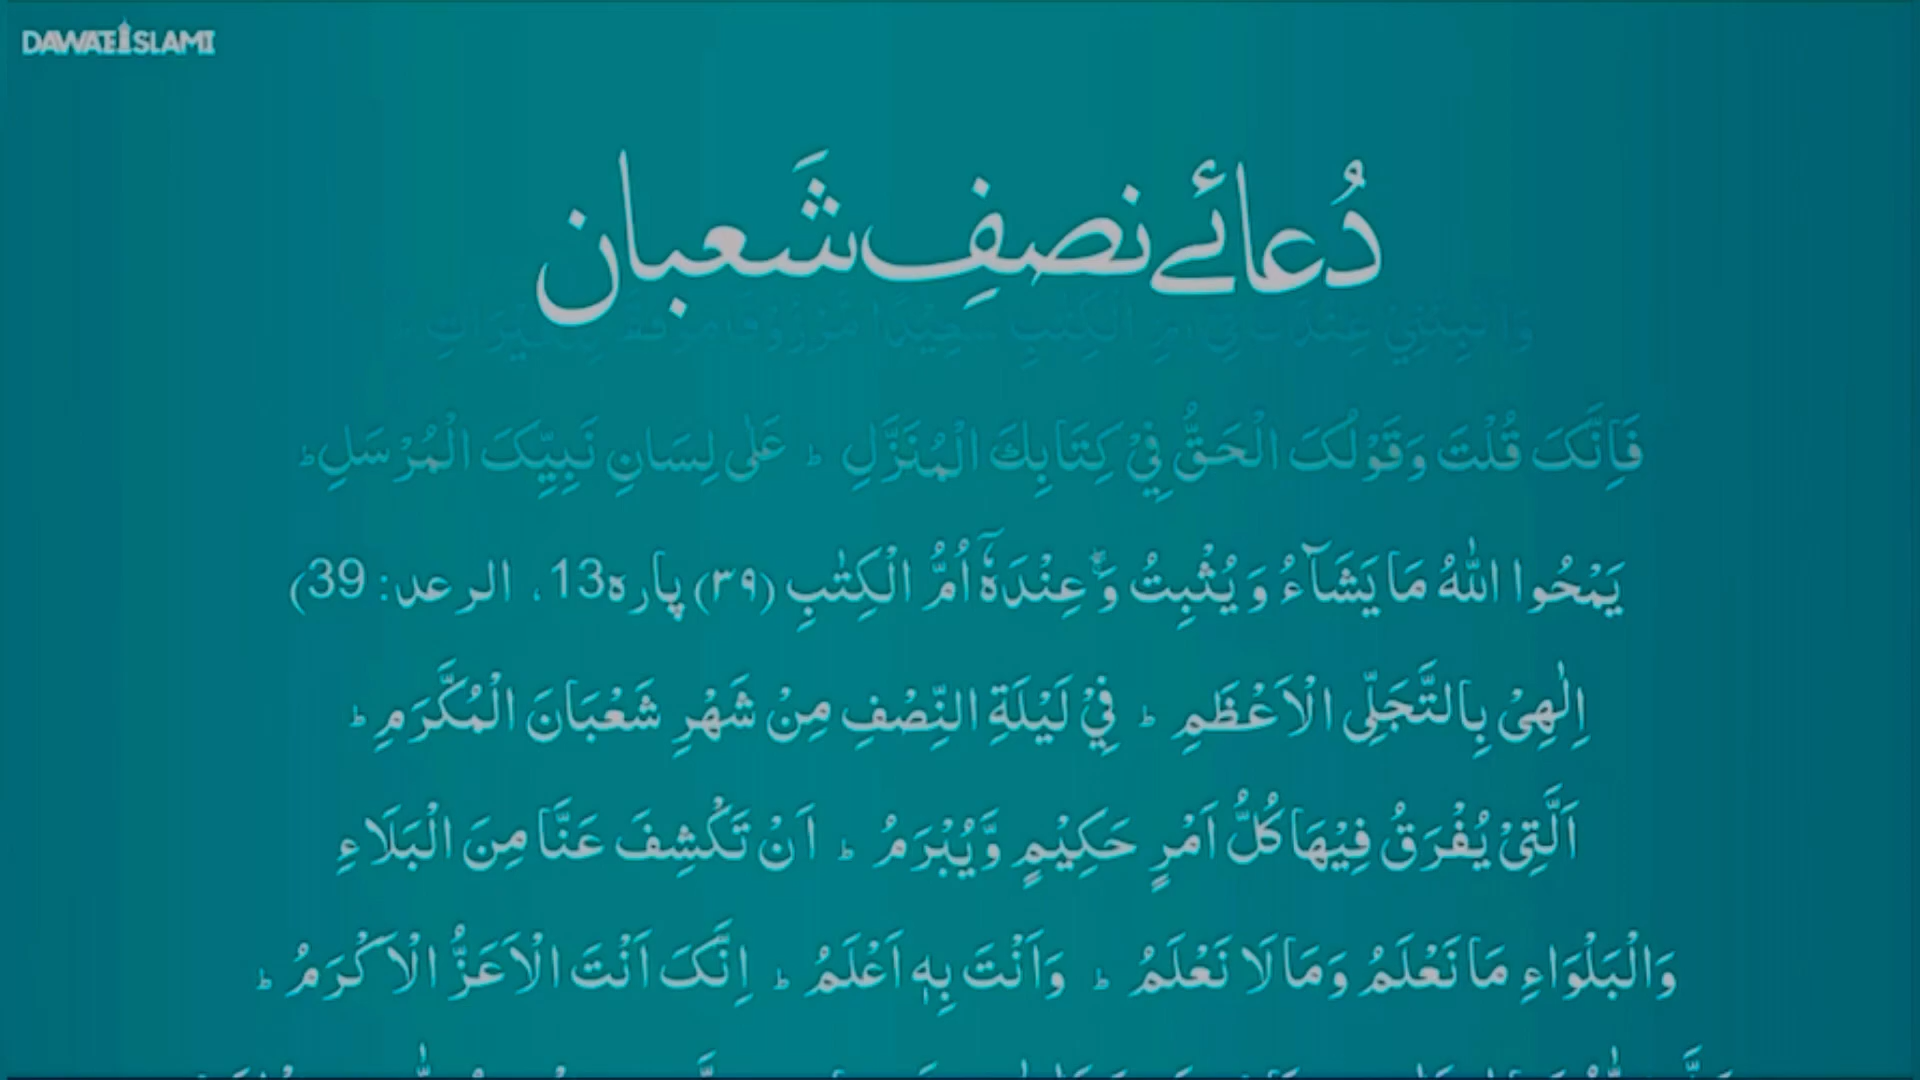 DAWATEISLAMI
دُعائے نصفِ شَعبان
فَاِنَّکَ قُلْتَ وَقَوْلُکَ الْحَقُّ فِیْ کِتَابِكَ الْمُنَزَّلِ ؕ عَلٰی لِسَانِ نَبِیِّکَ الْمُرْسَلِ ؕ
یَمْحُوا اللّٰهُ مَا یَشَآءُ وَ یُثْبِتُ ۚۖ وَ عِنْدَهٗۤ اُمُّ الْكِتٰبِ (۳۹) پارہ13، الرعد: 39)
اِلٰهِیْ بِالتَّجَلِّی الْاَعْظَمِ ؕ فِیْ لَیْلَةِ النِّصْفِ مِنْ شَهْرِ شَعْبَانَ الْمُکَرَّمِ ؕ
اَلَّتِیْ یُفْرَقُ فِیْهَا کُلُّ اَمْرٍ حَکِیْمٍ وَّیُبْرَمُ ؕ اَنْ تَکْشِفَ عَنَّا مِنَ الْبَلَاءِ
وَالْبَلْوَاءِ مَا نَعْلَمُ وَمَا لَا نَعْلَمُ ؕ وَاَنْتَ بِهٖ اَعْلَمُ ؕ اِنَّکَ اَنْتَ الْاَعَزُّ الْاَکْرَمُ ؕ